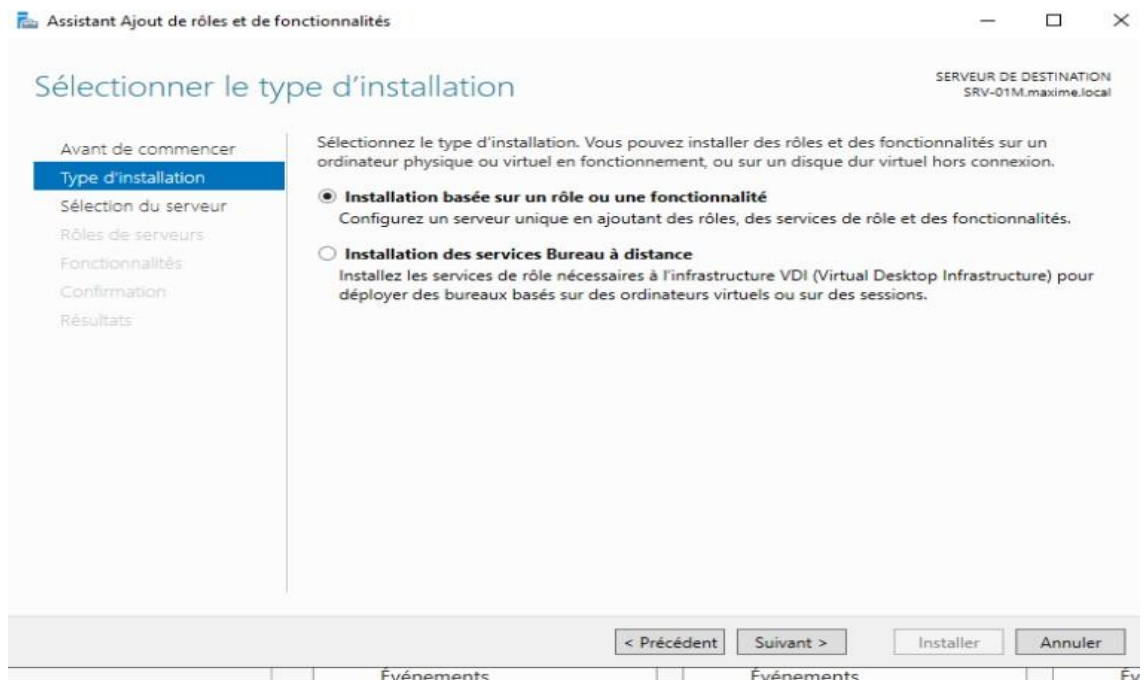 Assistant Ajout de rôles et de fonctionnalités
Sélectionner le type d'installation
SERVEUR DE DESTINATION
SRV-01M.maxime.local
Avant de commencer
Type d'installation
Sélection du serveur
Rôles de serveurs
Fonctionnalités
Confirmation
Résultats
Sélectionnez le type d'installation. Vous pouvez installer des rôles et des fonctionnalités sur un
ordinateur physique ou virtuel en fonctionnement, ou sur un disque dur virtuel hors connexion.
Installation basée sur un rôle ou une fonctionnalité
Configurez un serveur unique en ajoutant des rôles, des services de rôle et des fonctionnalités.
Installation des services Bureau à distance
Installez les services de rôle nécessaires à l'infrastructure VDI (Virtual Desktop Infrastructure) pour
déployer des bureaux basés sur des ordinateurs virtuels ou sur des sessions.
< Précédent Suivant > Installer Annuler
Événements Événements Év